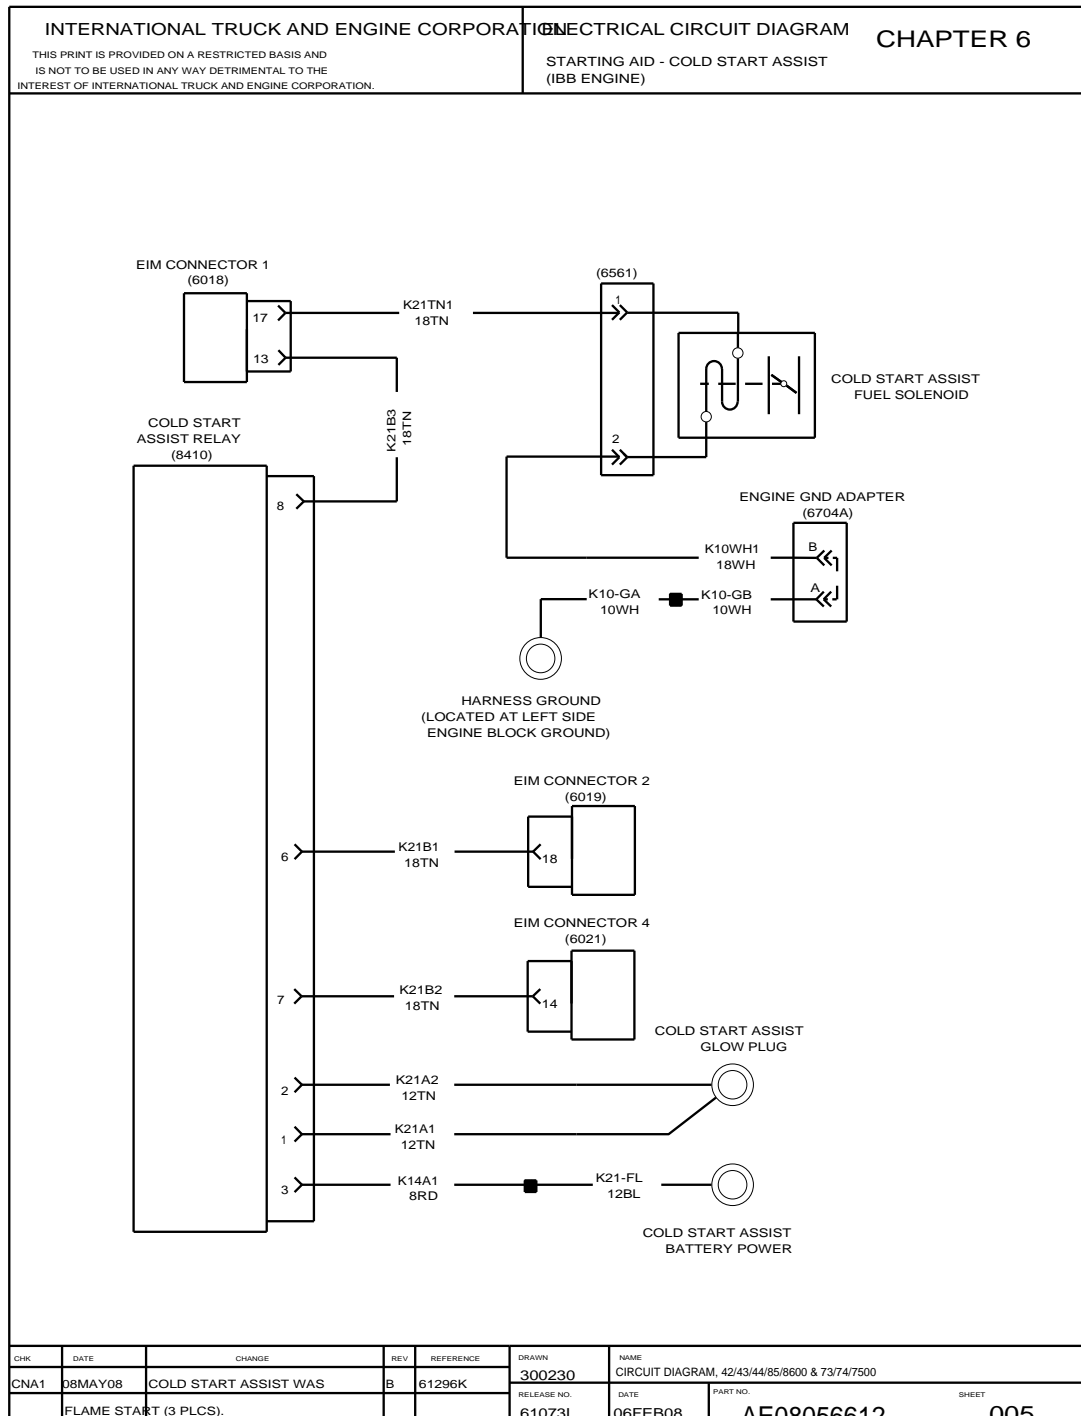 INTERNATIONAL TRUCK AND ENGINE CORPORATION
THIS PRINT IS PROVIDED ON A RESTRICTED BASIS AND
IS NOT TO BE USED IN ANY WAY DETRIMENTAL TO THE
INTEREST OF INTERNATIONAL TRUCK AND ENGINE CORPORATION.
ELECTRICAL CIRCUIT DIAGRAM
CHAPTER 6
STARTING AID - COLD START ASSIST
(IBB ENGINE)
EIM CONNECTOR 1
(6018)
17
13
K21TN1
18TN
(6561)
1
2
COLD START ASSIST
FUEL SOLENOID
K21B3
18TN
COLD START
ASSIST RELAY
(8410)
8
ENGINE GND ADAPTER
(6704A)
B
A
K10WH1
18WH
K10-GA
10WH
K10-GB
10WH
HARNESS GROUND
(LOCATED AT LEFT SIDE
ENGINE BLOCK GROUND)
EIM CONNECTOR 2
(6019)
6
K21B1
18TN
18
EIM CONNECTOR 4
(6021)
7
K21B2
18TN
14
COLD START ASSIST
GLOW PLUG
2
K21A2
12TN
1
K21A1
12TN
3
K14A1
8RD
K21-FL
12BL
COLD START ASSIST
BATTERY POWER
CHK DATE CHANGE REV REFERENCE
CNA1 08MAY08 COLD START ASSIST WAS B 61296K
FLAME START (3 PLCS).
DRAWN
300230
NAME
CIRCUIT DIAGRAM, 42/43/44/85/8600 & 73/74/7500
RELEASE NO.
DATE
06FEB08
PART NO.
AE08056612
SHEET
005